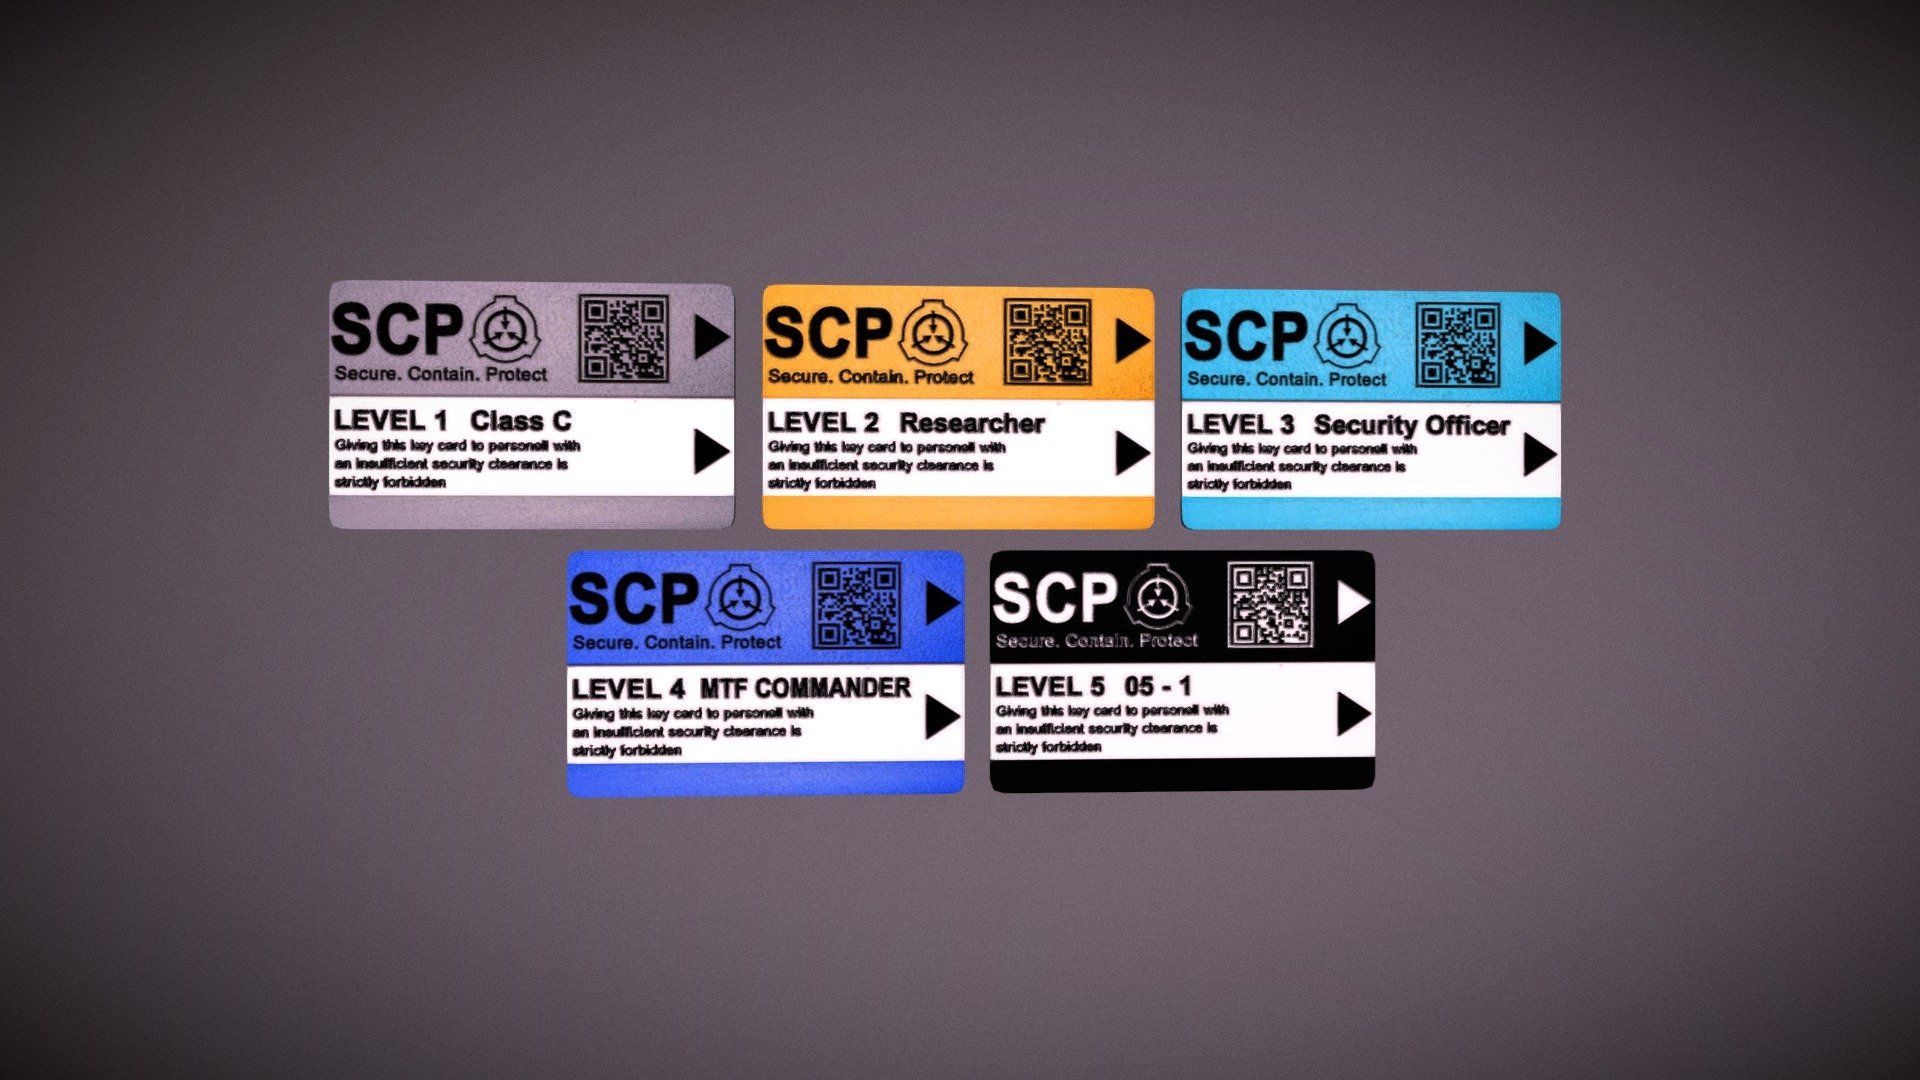 SCP
Secure. Contain. Protect
LEVEL 1 Class C
Giving this key card to personell with
an insufficient security clearance is
strictly forbidden
SCP
Secure. Contain. Protect
LEVEL 2 Researcher
Giving this key card to personell with
an insufficient security clearance is
strictly forbidden
SCP
Secure. Contain. Protect
LEVEL 3 Security Officer
Giving this key card to personell with
an insufficient security clearance is
strictly forbidden
SCP
Secure. Contain. Protect
LEVEL 4 MTF COMMANDER
Giving this key card to personell with
an insufficient security clearance is
strictly forbidden
SCP
Secure. Contain. Protect
LEVEL 5 05 - 1
Giving this key card to personell with
an insufficient security clearance is
strictly forbidden